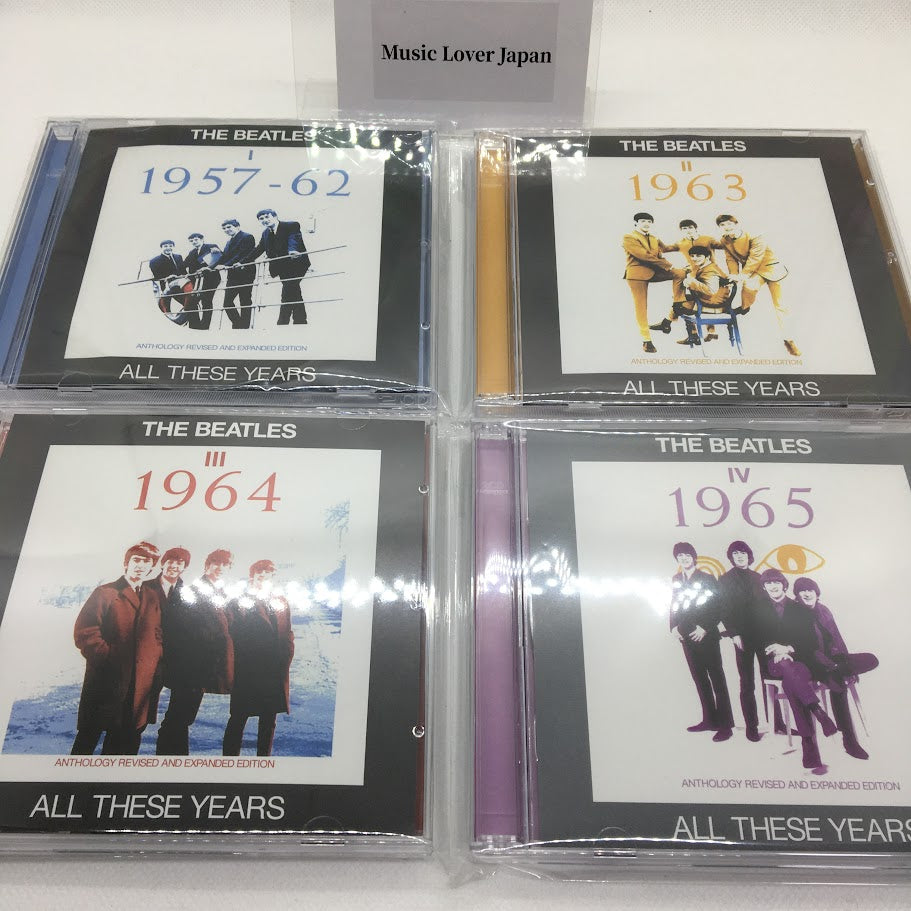 Music Lover Japan
THE BEATLES
I
1957-62
ANTHOLOGY REVISED AND EXPANDED EDITION
ALL THESE YEARS
THE BEATLES
II
1963
ANTHOLOGY REVISED AND EXPANDED EDITION
ALL THESE YEARS
THE BEATLES
III
1964
ANTHOLOGY REVISED AND EXPANDED EDITION
ALL THESE YEARS
THE BEATLES
IV
1965
ANTHOLOGY REVISED AND EXPANDED EDITION
ALL THESE YEARS